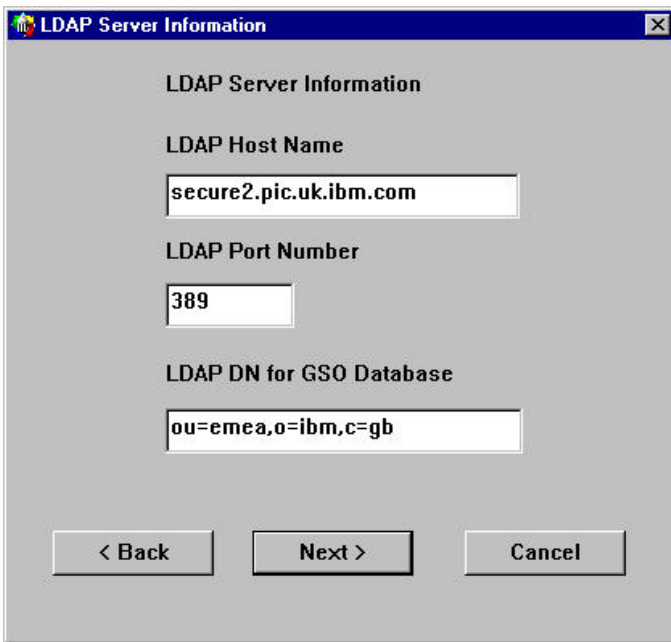 LDAP Server Information
LDAP Server Information
LDAP Host Name
secure2.pic.uk.ibm.com
LDAP Port Number
389
LDAP DN for GSO Database
ou=emea,o=ibm,c=gb
< Back Next > Cancel